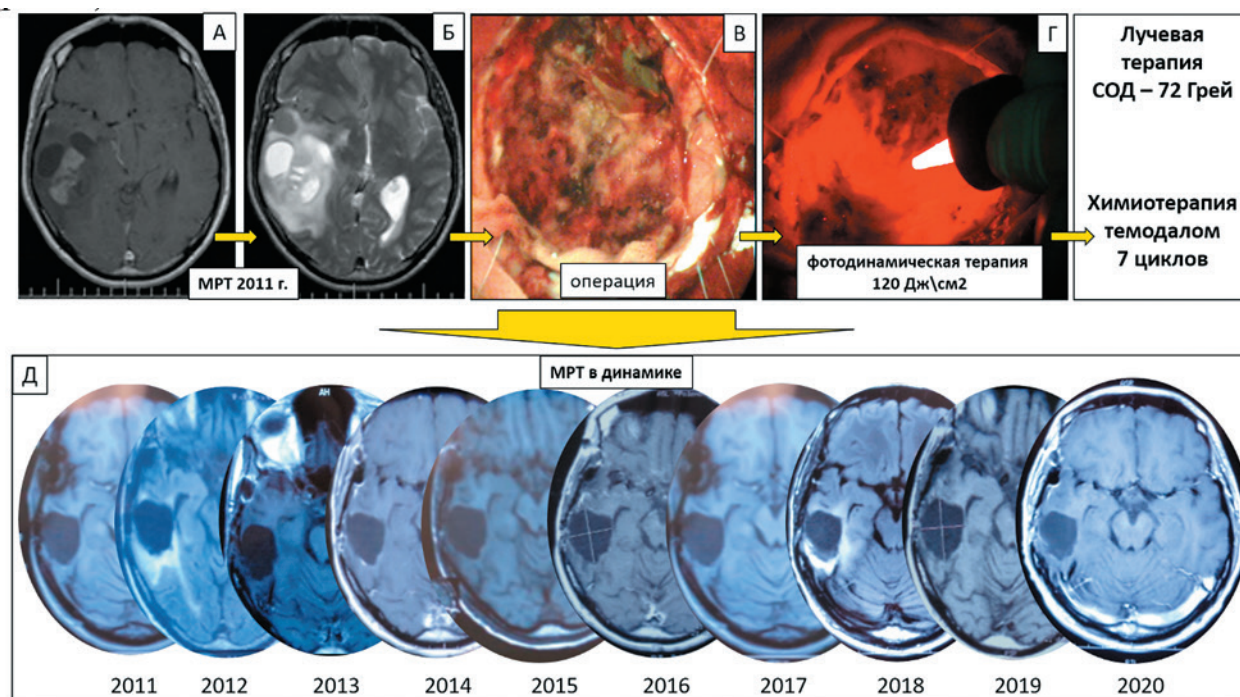 А
Б
В
Г
МРТ 2011 г.
операция
фотодинамическая терапия
120 Дж\см2
Лучевая
терапия
СОД – 72 Грей
Химиотерапия
темодалом
7 циклов
Д
МРТ в динамике
2011 2012 2013 2014 2015 2016 2017 2018 2019 2020